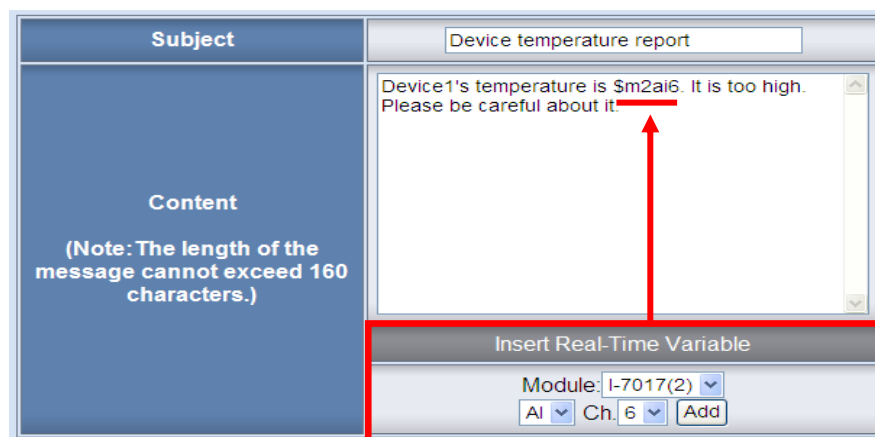 Subject
Device temperature report
Device1's temperature is $m2ai6. It is too high.
Please be careful about it.
Content
(Note:The length of the
message cannot exceed 160
characters.)
Insert Real-Time Variable
Module: I-7017(2)
AI Ch. 6 Add